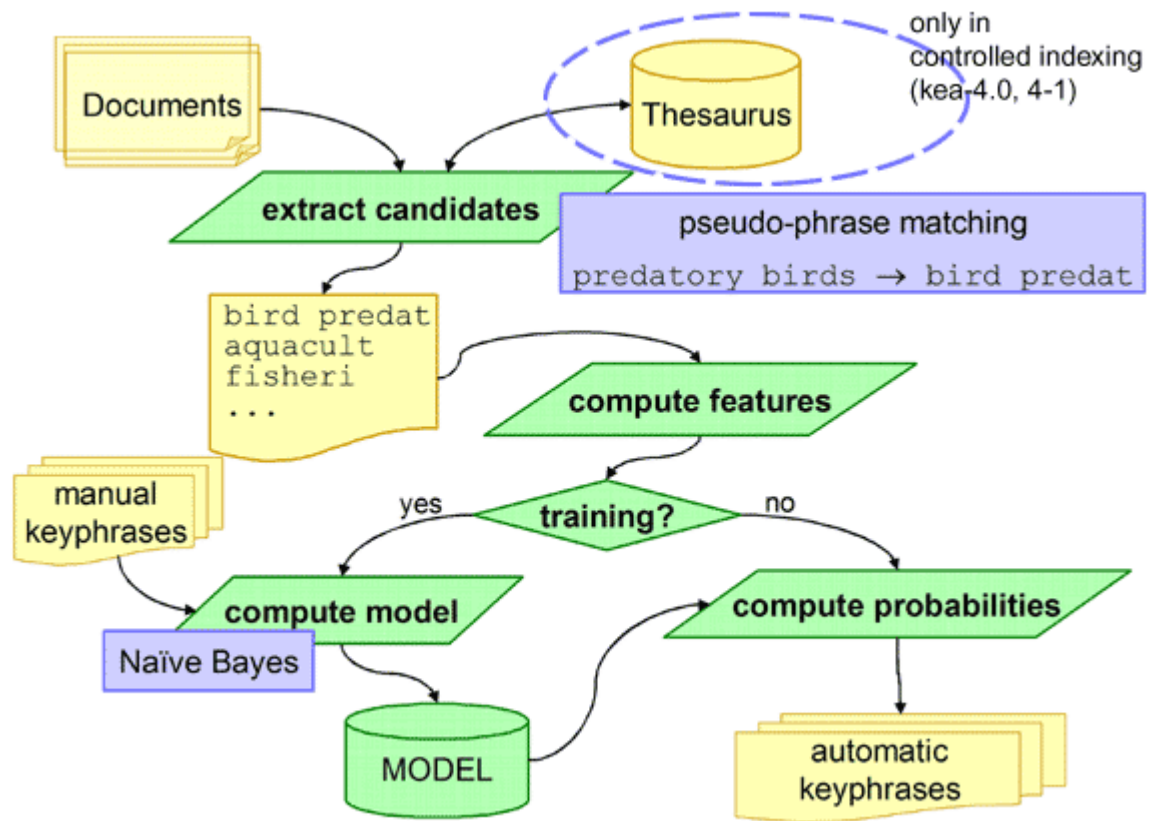 Documents
Thesaurus
only in
controlled indexing
(kea-4.0, 4-1)
extract candidates
pseudo-phrase matching
predatory birds → bird predat
bird predat
aquacult
fisheri
...
compute features
manual
keyphrases
yes
training?
no
compute model
Naïve Bayes
compute probabilities
MODEL
automatic
keyphrases